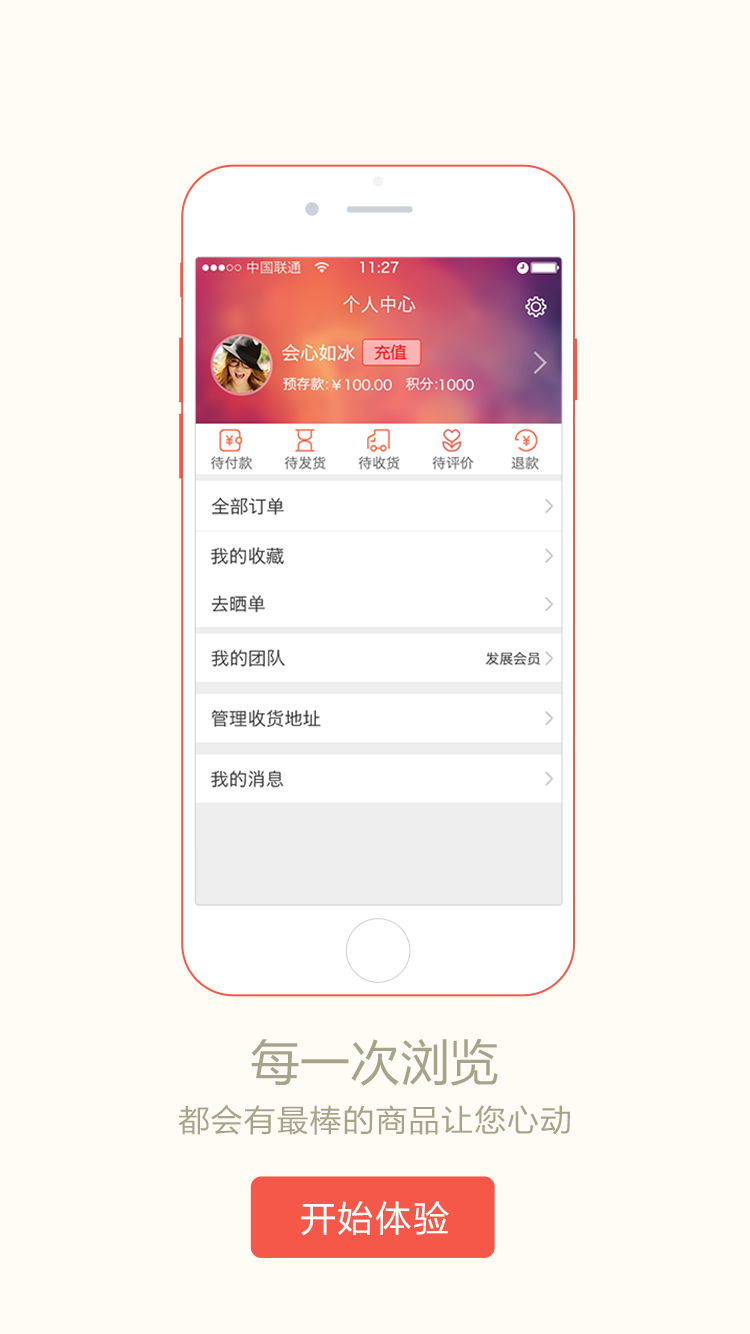 中国联通 11:27
个人中心
会心如冰 充值
预存款:¥100.00 积分:1000
待付款 待发货 待收货 待评价 退款
全部订单
我的收藏
去晒单
我的团队 发展会员
管理收货地址
我的消息
每一次浏览
都会有最棒的商品让您心动
开始体验